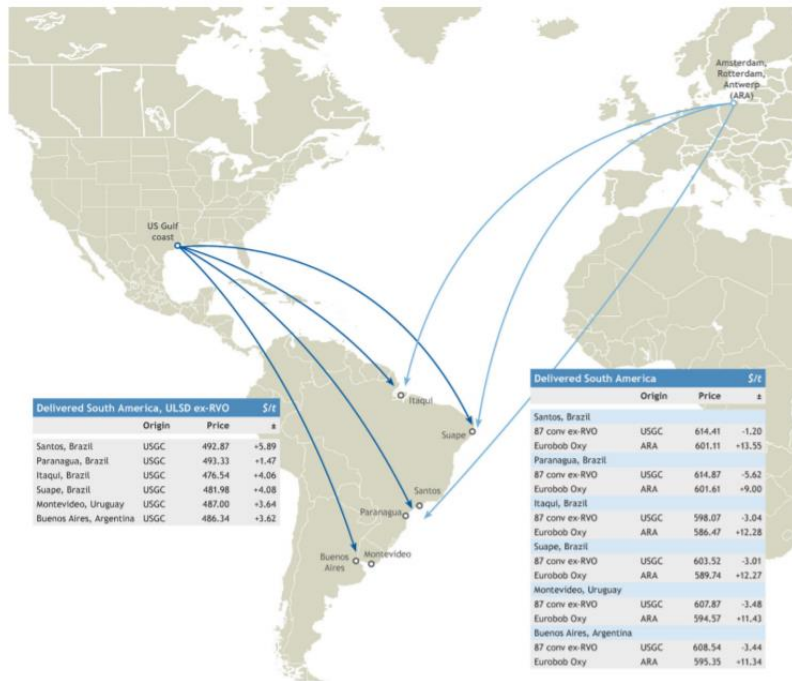 Amsterdam,
Rotterdam,
Antwerp
(ARA)
US Gulf
coast
Itaqui
Suape
Santos
Paranagua
Buenos
Aires
Montevideo
Delivered South America, ULSD ex-RVO $/t
Origin Price ±
Santos, Brazil USGC 492.87 +5.89
Paranagua, Brazil USGC 493.33 +1.47
Itaqui, Brazil USGC 476.54 +4.06
Suape, Brazil USGC 481.98 +4.08
Montevideo, Uruguay USGC 487.00 +3.64
Buenos Aires, Argentina USGC 486.34 +3.62
Delivered South America $/t
Origin Price ±
Santos, Brazil
87 conv ex-RVO USGC 614.41 -1.20
Eurobob Oxy ARA 601.11 +13.55
Paranagua, Brazil
87 conv ex-RVO USGC 614.87 -5.62
Eurobob Oxy ARA 601.61 +9.00
Itaqui, Brazil
87 conv ex-RVO USGC 598.07 -3.04
Eurobob Oxy ARA 586.47 +12.28
Suape, Brazil
87 conv ex-RVO USGC 603.52 -3.01
Eurobob Oxy ARA 589.74 +12.27
Montevideo, Uruguay
87 conv ex-RVO USGC 607.87 -3.48
Eurobob Oxy ARA 594.57 +11.43
Buenos Aires, Argentina
87 conv ex-RVO USGC 608.54 -3.44
Eurobob Oxy ARA 595.35 +11.34